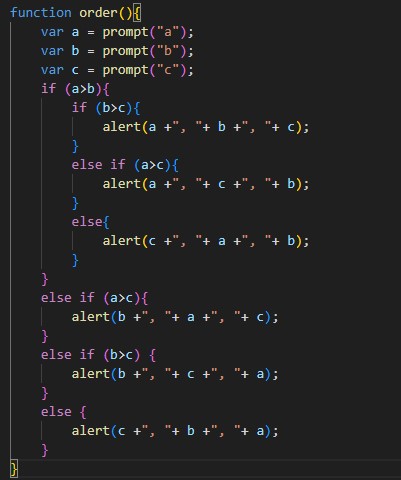 function order(){
    var a = prompt("a");
    var b = prompt("b");
    var c = prompt("c");
    if (a>b){
        if (b>c){
            alert(a +", "+ b +", "+ c);
        }
        else if (a>c){
            alert(a +", "+ c +", "+ b);
        }
        else{
            alert(c +", "+ a +", "+ b);
        }
    }
    else if (a>c){
        alert(b +", "+ a +", "+ c);
    }
    else if (b>c) {
        alert(b +", "+ c +", "+ a);
    }
    else {
        alert(c +", "+ b +", "+ a);
    }
}